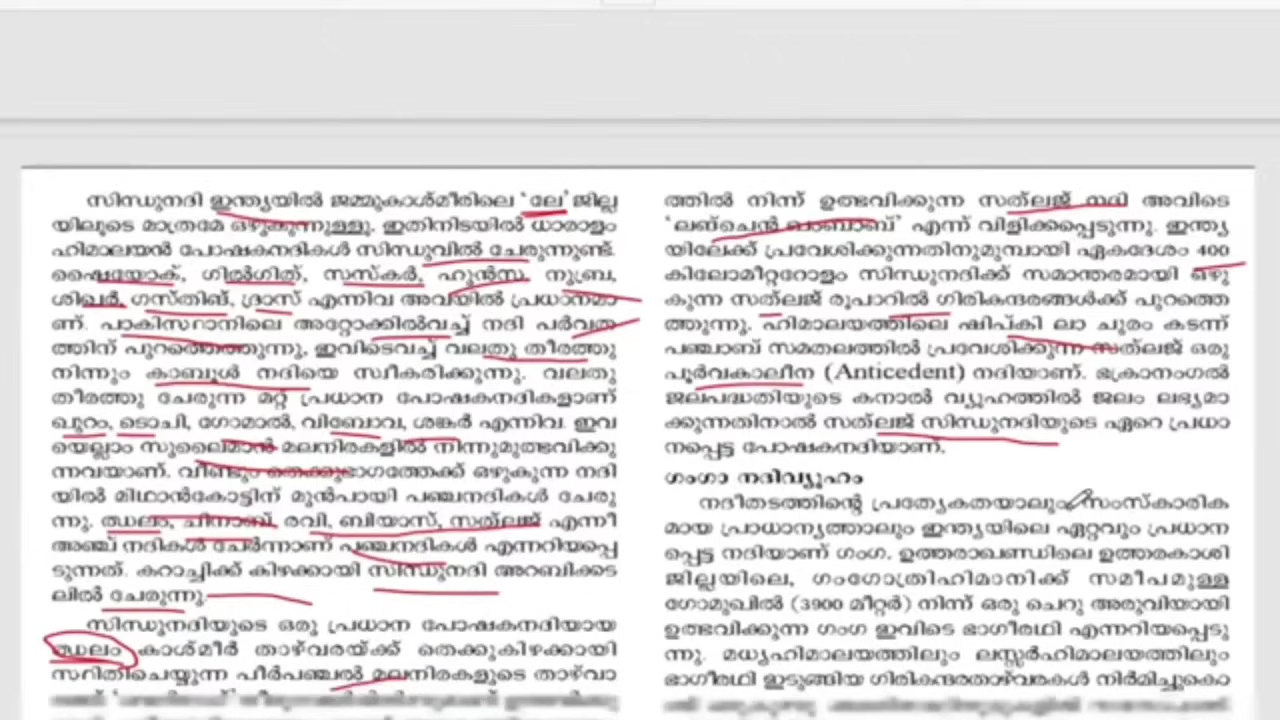 സിന്ധുനദി ഇന്ത്യയിൽ ജമ്മുകാശ്മീരിലെ 'ലേ' ജില്ല
യിലൂടെ മാത്രമേ ഒഴുകുന്നുള്ളൂ. ഇതിനിടയിൽ ധാരാളം
ഹിമാലയൻ പോഷകനദികൾ സിന്ധുവിൽ ചേരുന്നുണ്ട്.
ഷൈയോക്, ഗിൽഗിത്, സസ്കർ, ഹുൻസ, നുബ്ര,
ശിഖർ, ഗസ്തിങ്, ദ്രാസ് എന്നിവ അവയിൽ പ്രധാനമാ
ണ്. പാകിസ്ഥാനിലെ അറ്റോക്കിൽവച്ച് നദി പർവത
ത്തിന് പുറത്തെത്തുന്നു, ഇവിടെവച്ച് വലതു തീരത്തു
നിന്നും കാബൂൾ നദിയെ സ്വീകരിക്കുന്നു. വലതു
തീരത്തു ചേരുന്ന മറ്റ് പ്രധാന പോഷകനദികളാണ്
ഖുറം, ടൊചി, ഗോമാൽ, വിബോവ, ശങ്കർ എന്നിവ. ഇവ
യെല്ലാം സുലൈമാൻ മലനിരകളിൽ നിന്നുമുത്ഭവിക്കു
ന്നവയാണ്. വീണ്ടും തെക്കുഭാഗത്തേക്ക് ഒഴുകുന്ന നദി
യിൽ മിഥാൻകോട്ടിന് മുൻപായി പഞ്ചനദികൾ ചേരു
ന്നു. ഝലം, ചിനാബ്, രവി, ബിയാസ്, സത്ലജ് എന്നീ
അഞ്ച് നദികൾ ചേർന്നാണ് പഞ്ചനദികൾ എന്നറിയപ്പെ
ടുന്നത്. കറാച്ചിക്ക് കിഴക്കായി സിന്ധുനദി അറബിക്കട
ലിൽ ചേരുന്നു.
സിന്ധുനദിയുടെ ഒരു പ്രധാന പോഷകനദിയായ
ഝലം കാശ്മീർ താഴ്‌വരയ്ക്ക് തെക്കുകിഴക്കായി
സ്ഥിതിചെയ്യുന്ന പീർപഞ്ചൽ മലനിരകളുടെ താഴ്വാ
ത്തിൽ നിന്ന് ഉത്ഭവിക്കുന്ന സത്ലജ് നദി അവിടെ
'ലങ്ചെൻ ഖാബാബ്' എന്ന് വിളിക്കപ്പെടുന്നു. ഇന്ത്യ
യിലേക്ക് പ്രവേശിക്കുന്നതിനുമുമ്പായി ഏകദേശം 400
കിലോമീറ്ററോളം സിന്ധുനദിക്ക് സമാന്തരമായി ഒഴു
കുന്ന സത്ലജ് രൂപാറിൽ ഗിരികന്ദരങ്ങൾക്ക് പുറത്തെ
ത്തുന്നു. ഹിമാലയത്തിലെ ഷിപ്കി ലാ ചുരം കടന്ന്
പഞ്ചാബ് സമതലത്തിൽ പ്രവേശിക്കുന്ന സത്ലജ് ഒരു
പൂർവകാലീന (Anticedent) നദിയാണ്. ഭക്രാനംഗൽ
ജലപദ്ധതിയുടെ കനാൽ വ്യൂഹത്തിൽ ജലം ലഭ്യമാ
ക്കുന്നതിനാൽ സത്ലജ് സിന്ധുനദിയുടെ ഏറെ പ്രധാ
നപ്പെട്ട പോഷകനദിയാണ്.
ഗംഗാ നദിവ്യൂഹം
നദീതടത്തിന്റെ പ്രത്യേകതയാലും സംസ്കാരിക
മായ പ്രാധാന്യത്താലും ഇന്ത്യയിലെ ഏറ്റവും പ്രധാന
പ്പെട്ട നദിയാണ് ഗംഗ. ഉത്തരാഖണ്ഡിലെ ഉത്തരകാശി
ജില്ലയിലെ, ഗംഗോത്രിഹിമാനിക്ക് സമീപമുള്ള
ഗോമുഖിൽ (3900 മീറ്റർ) നിന്ന് ഒരു ചെറു അരുവിയായി
ഉത്ഭവിക്കുന്ന ഗംഗ ഇവിടെ ഭാഗീരഥി എന്നറിയപ്പെടു
ന്നു. മധ്യഹിമാലയത്തിലും ലസ്സർഹിമാലയത്തിലും
ഭാഗീരഥി ഇടുങ്ങിയ ഗിരികന്ദരതാഴ്വരകൾ നിർമിച്ചുകൊ